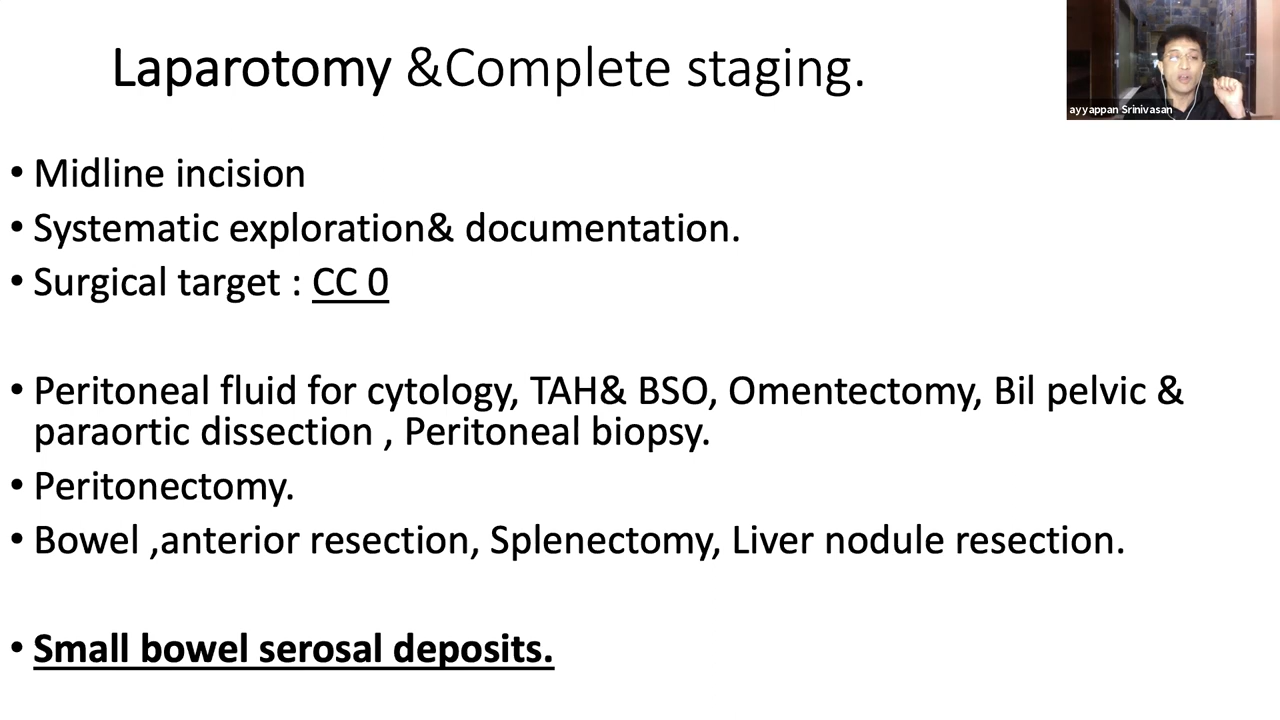 Laparotomy &Complete staging.
ayyappan Srinivasan
• Midline incision
• Systematic exploration& documentation.
• Surgical target : CC 0
• Peritoneal fluid for cytology, TAH& BSO, Omentectomy, Bil pelvic &
paraortic dissection , Peritoneal biopsy.
• Peritonectomy.
• Bowel ,anterior resection, Splenectomy, Liver nodule resection.
• Small bowel serosal deposits.